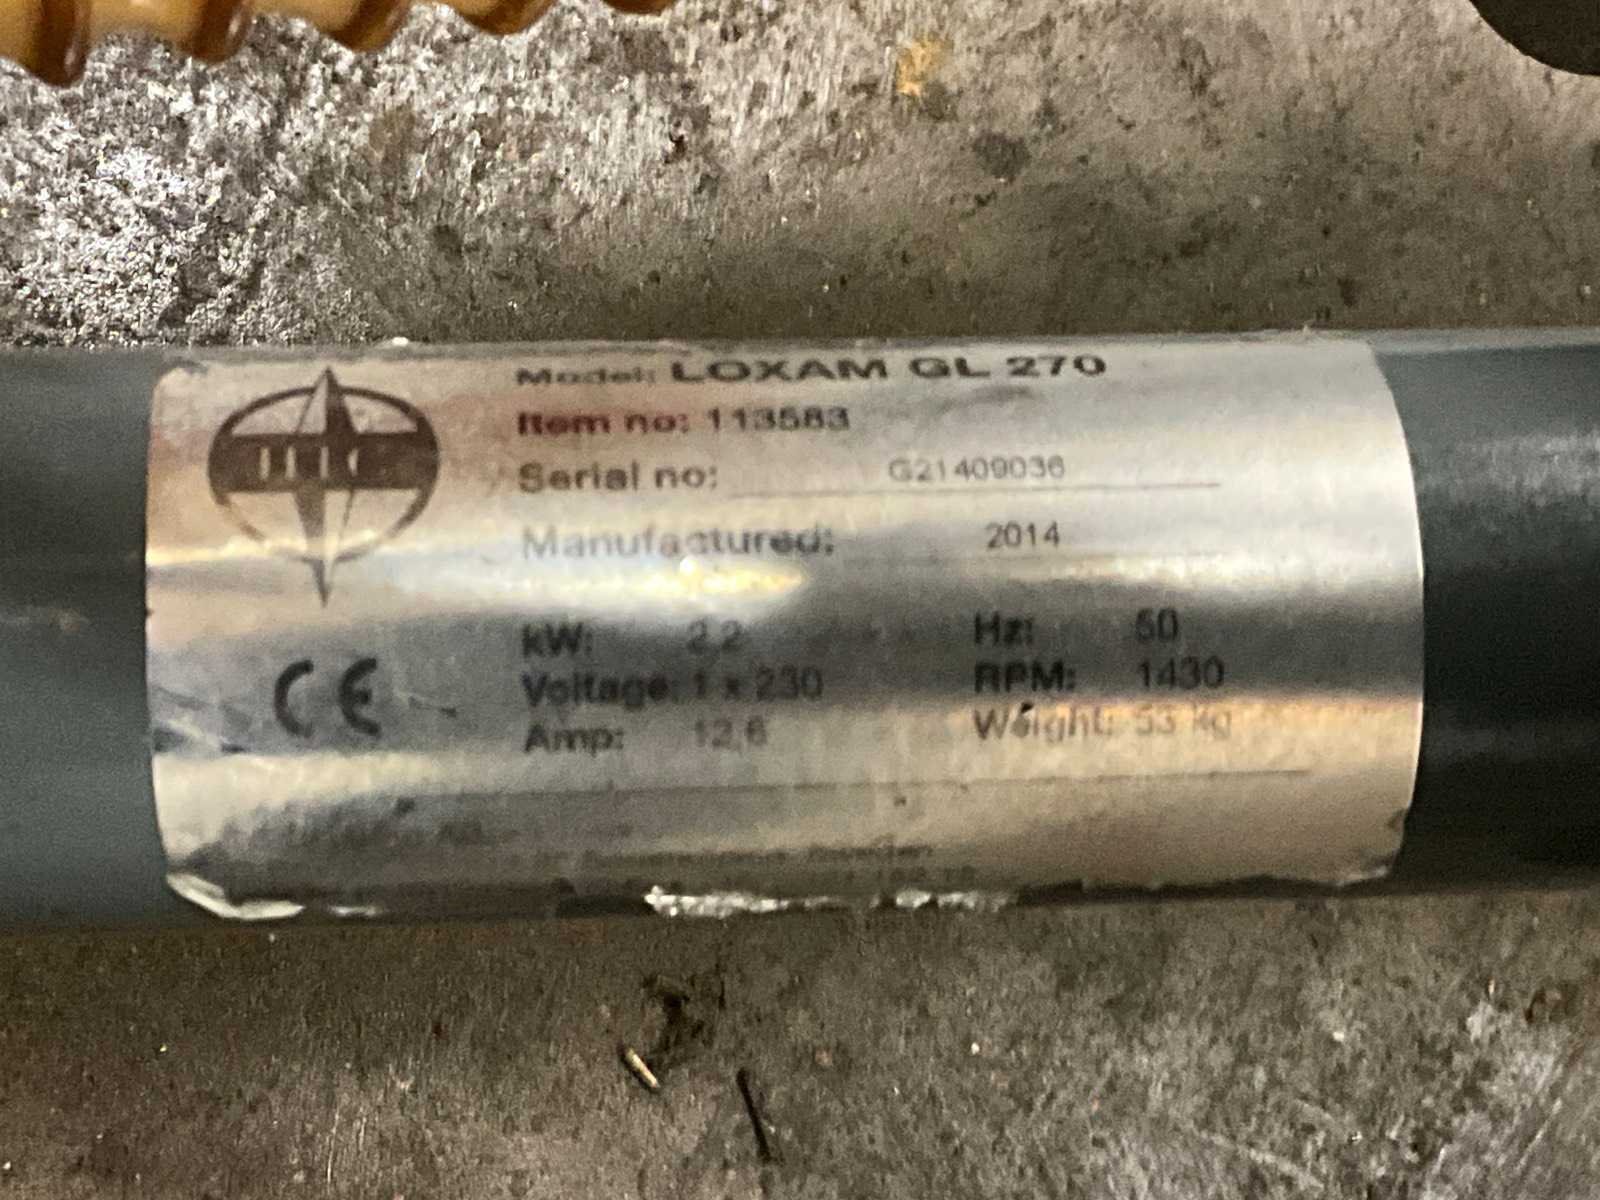 Model: LOXAM GL 270
Item no: 113583
Serial no: G21409036
Manufactured: 2014
kW: 2,2 Hz: 50
Voltage: 1 x 230 RPM: 1430
Amp: 12,6 Weight: 53 kg
HTC
CE